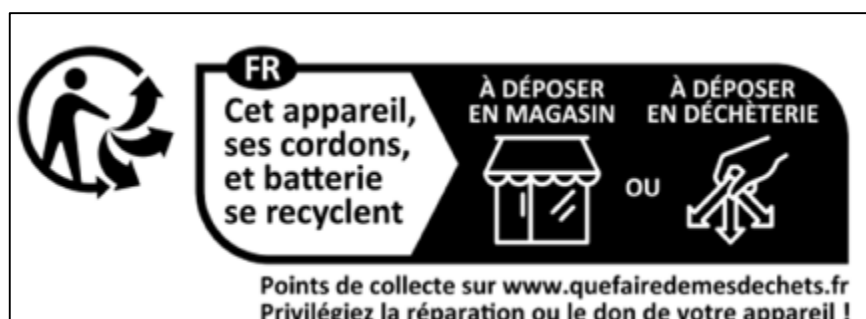 FR
Cet appareil,
ses cordons,
et batterie
se recyclent
À DÉPOSER
EN MAGASIN
OU
À DÉPOSER
EN DÉCHÈTERIE
Points de collecte sur www.quefairedemesdechets.fr
Privilégiez la réparation ou le don de votre appareil !